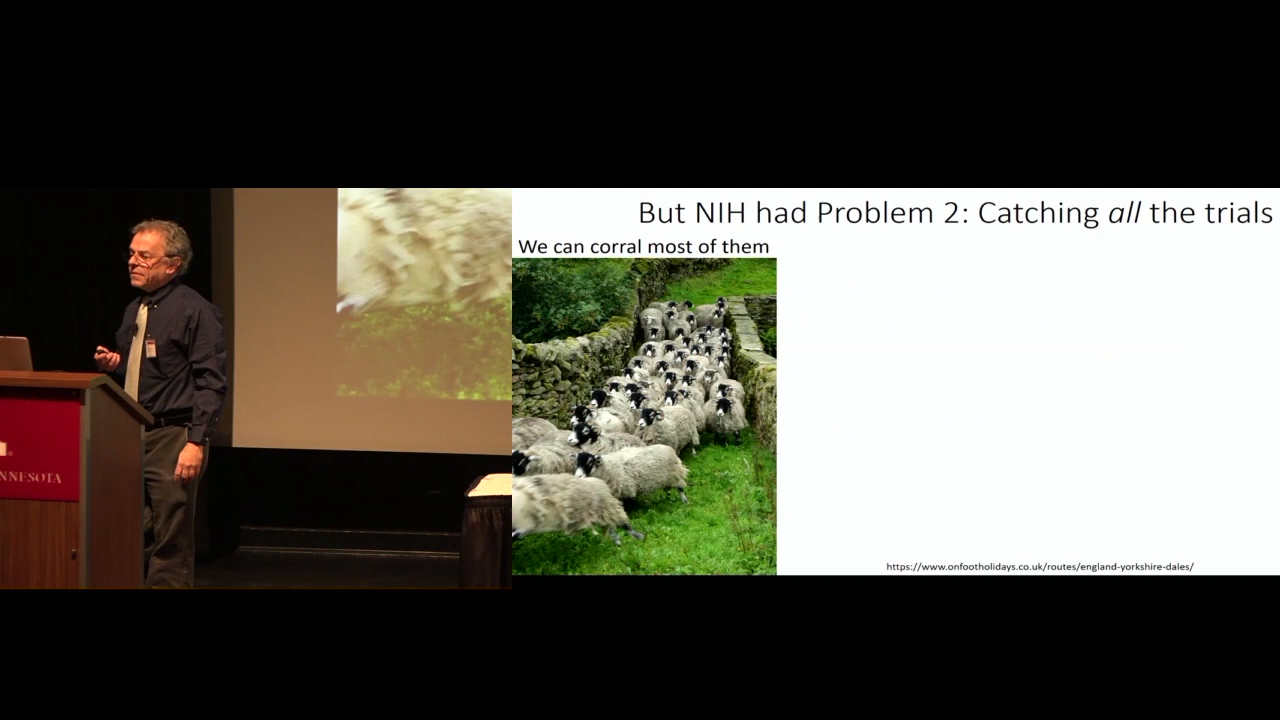 But NIH had Problem 2: Catching all the trials
We can corral most of them
https://www.onfootholidays.co.uk/routes/england-yorkshire-dales/